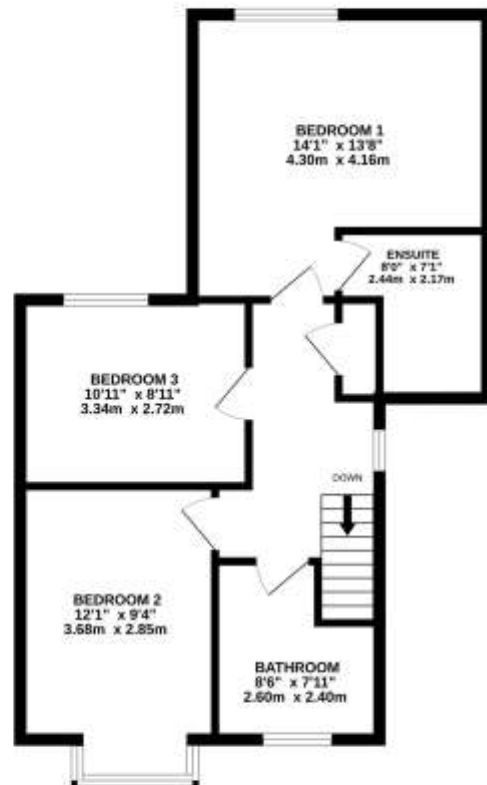 BEDROOM 1
14'1" x 13'8"
4.30m x 4.16m
ENSUITE
8'0" x 7'1"
2.44m x 2.17m
BEDROOM 3
10'11" x 8'11"
3.34m x 2.72m
DOWN
BEDROOM 2
12'1" x 9'4"
3.68m x 2.85m
BATHROOM
8'6" x 7'11"
2.60m x 2.40m